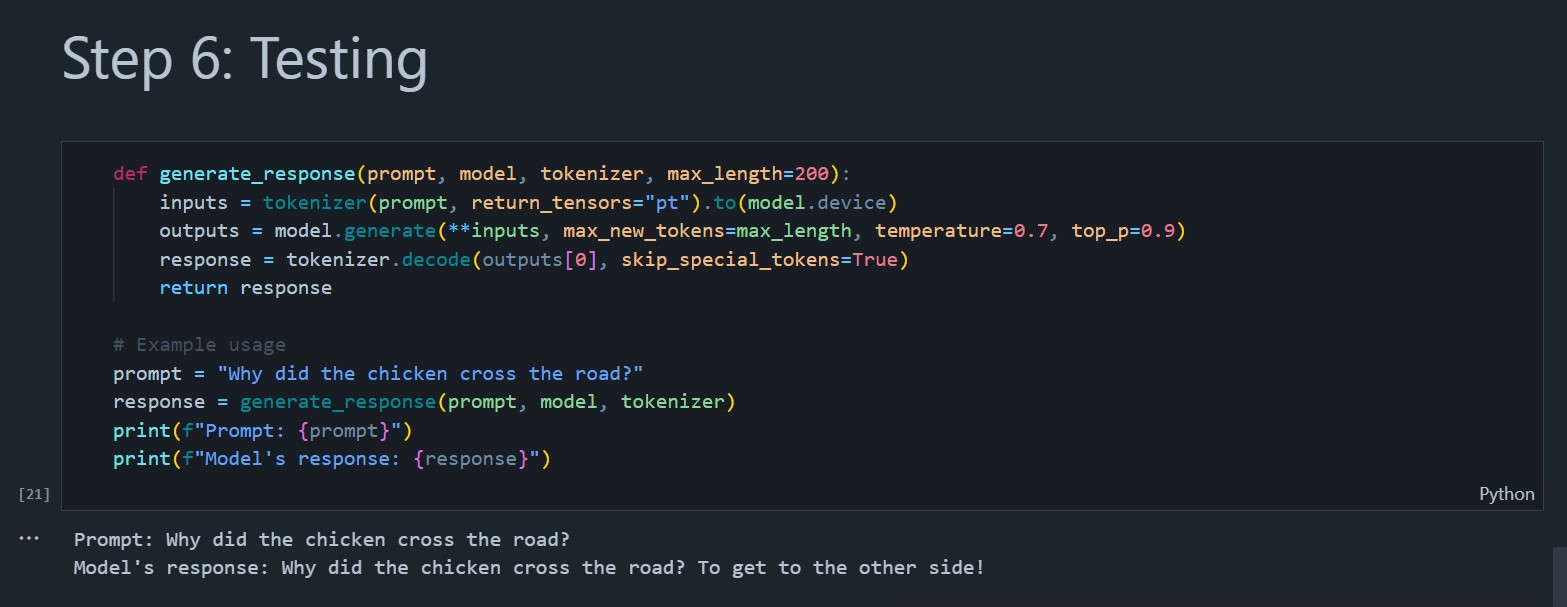 Step 6: Testing
def generate_response(prompt, model, tokenizer, max_length=200):
    inputs = tokenizer(prompt, return_tensors="pt").to(model.device)
    outputs = model.generate(**inputs, max_new_tokens=max_length, temperature=0.7, top_p=0.9)
    response = tokenizer.decode(outputs[0], skip_special_tokens=True)
    return response
# Example usage
prompt = "Why did the chicken cross the road?"
response = generate_response(prompt, model, tokenizer)
print(f"Prompt: {prompt}")
print(f"Model's response: {response}")
[21]
Python
...
Prompt: Why did the chicken cross the road?
Model's response: Why did the chicken cross the road? To get to the other side!